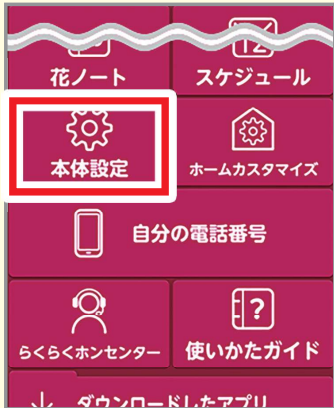 花ノート
スケジュール
本体設定
ホームカスタマイズ
自分の電話番号
らくらくホンセンター
使いかたガイド
ダウンロードしたアプリ